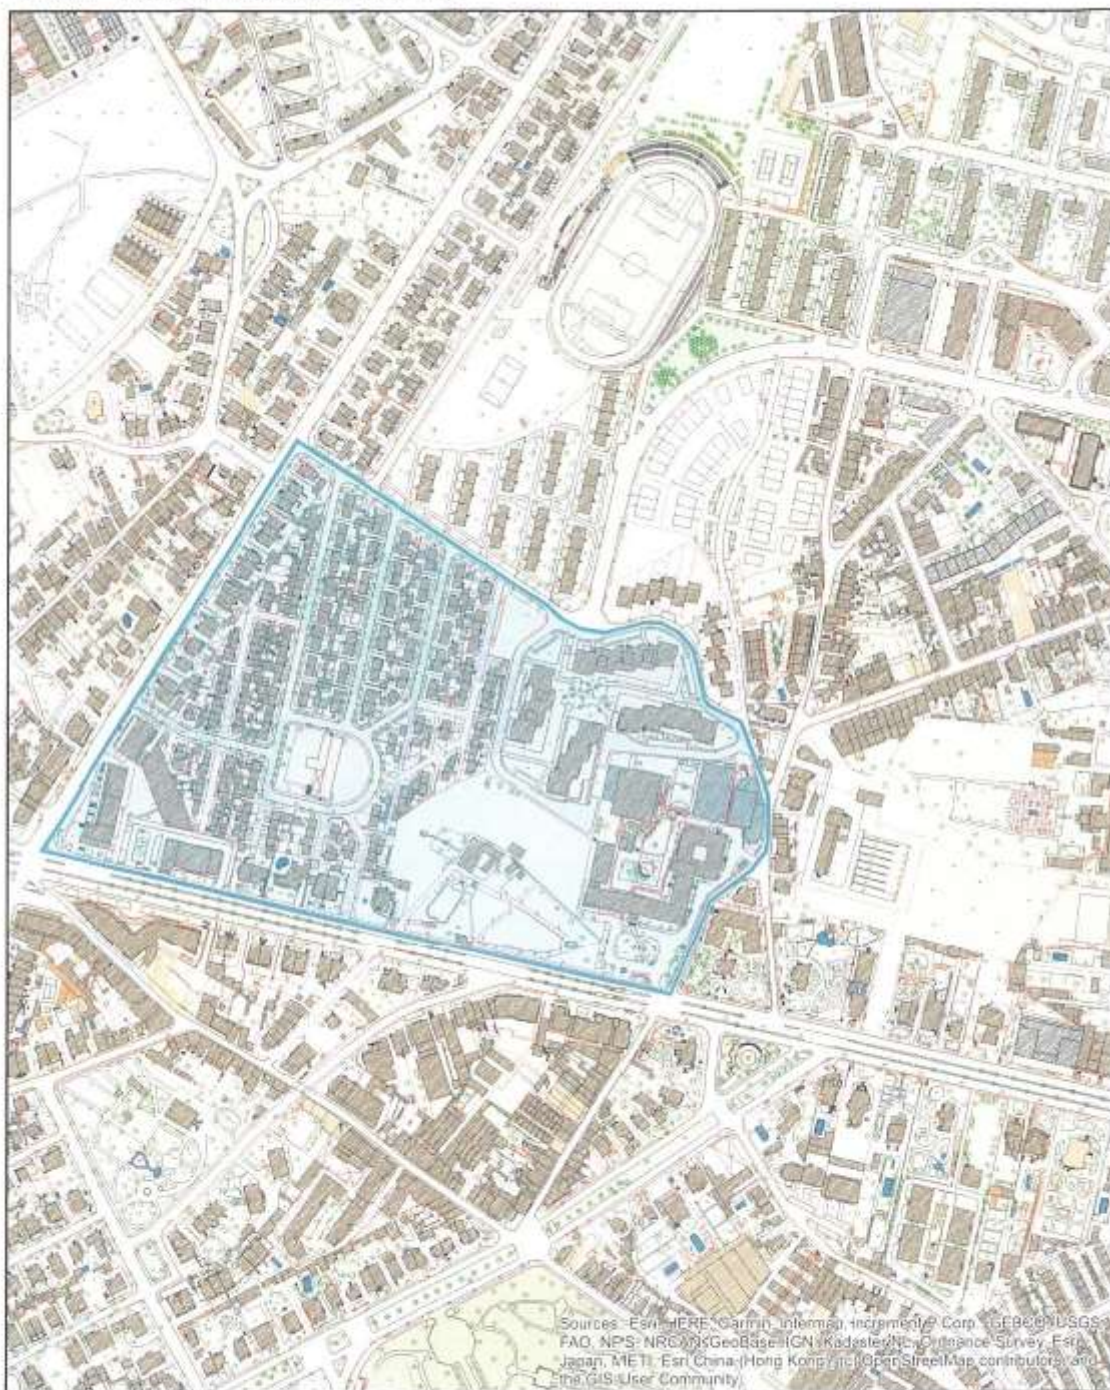 Sources: Esri, HERE, Garmin, Intermap, increment P Corp., GEBCO, USGS,
FAO, NPS, NRCAN, GeoBase, IGN, Kadaster NL, Ordnance Survey, Esri
Japan, METI, Esri China (Hong Kong), (c) OpenStreetMap contributors, and
the GIS User Community